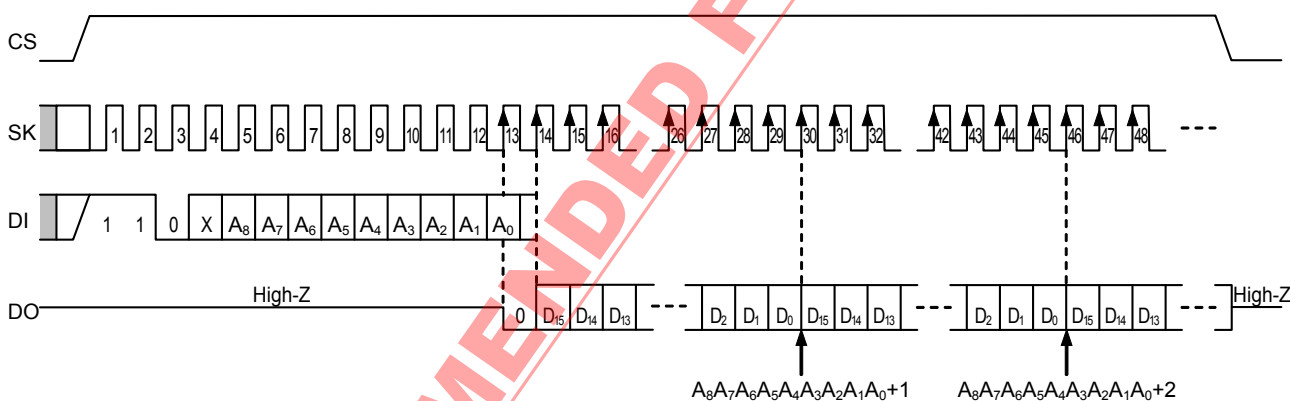 CS
SK 1 2 3 4 5 6 7 8 9 10 11 12 13 14 15 16 26 27 28 29 30 31 32 42 43 44 45 46 47 48
DI 1 1 0 X A₈ A₇ A₆ A₅ A₄ A₃ A₂ A₁ A₀
High-Z High-Z
DO 0 D₁₅ D₁₄ D₁₃ D₂ D₁ D₀ D₁₅ D₁₄ D₁₃ D₂ D₁ D₀ D₁₅ D₁₄ D₁₃
A₈A₇A₆A₅A₄A₃A₂A₁A₀+1 A₈A₇A₆A₅A₄A₃A₂A₁A₀+2
MENDED